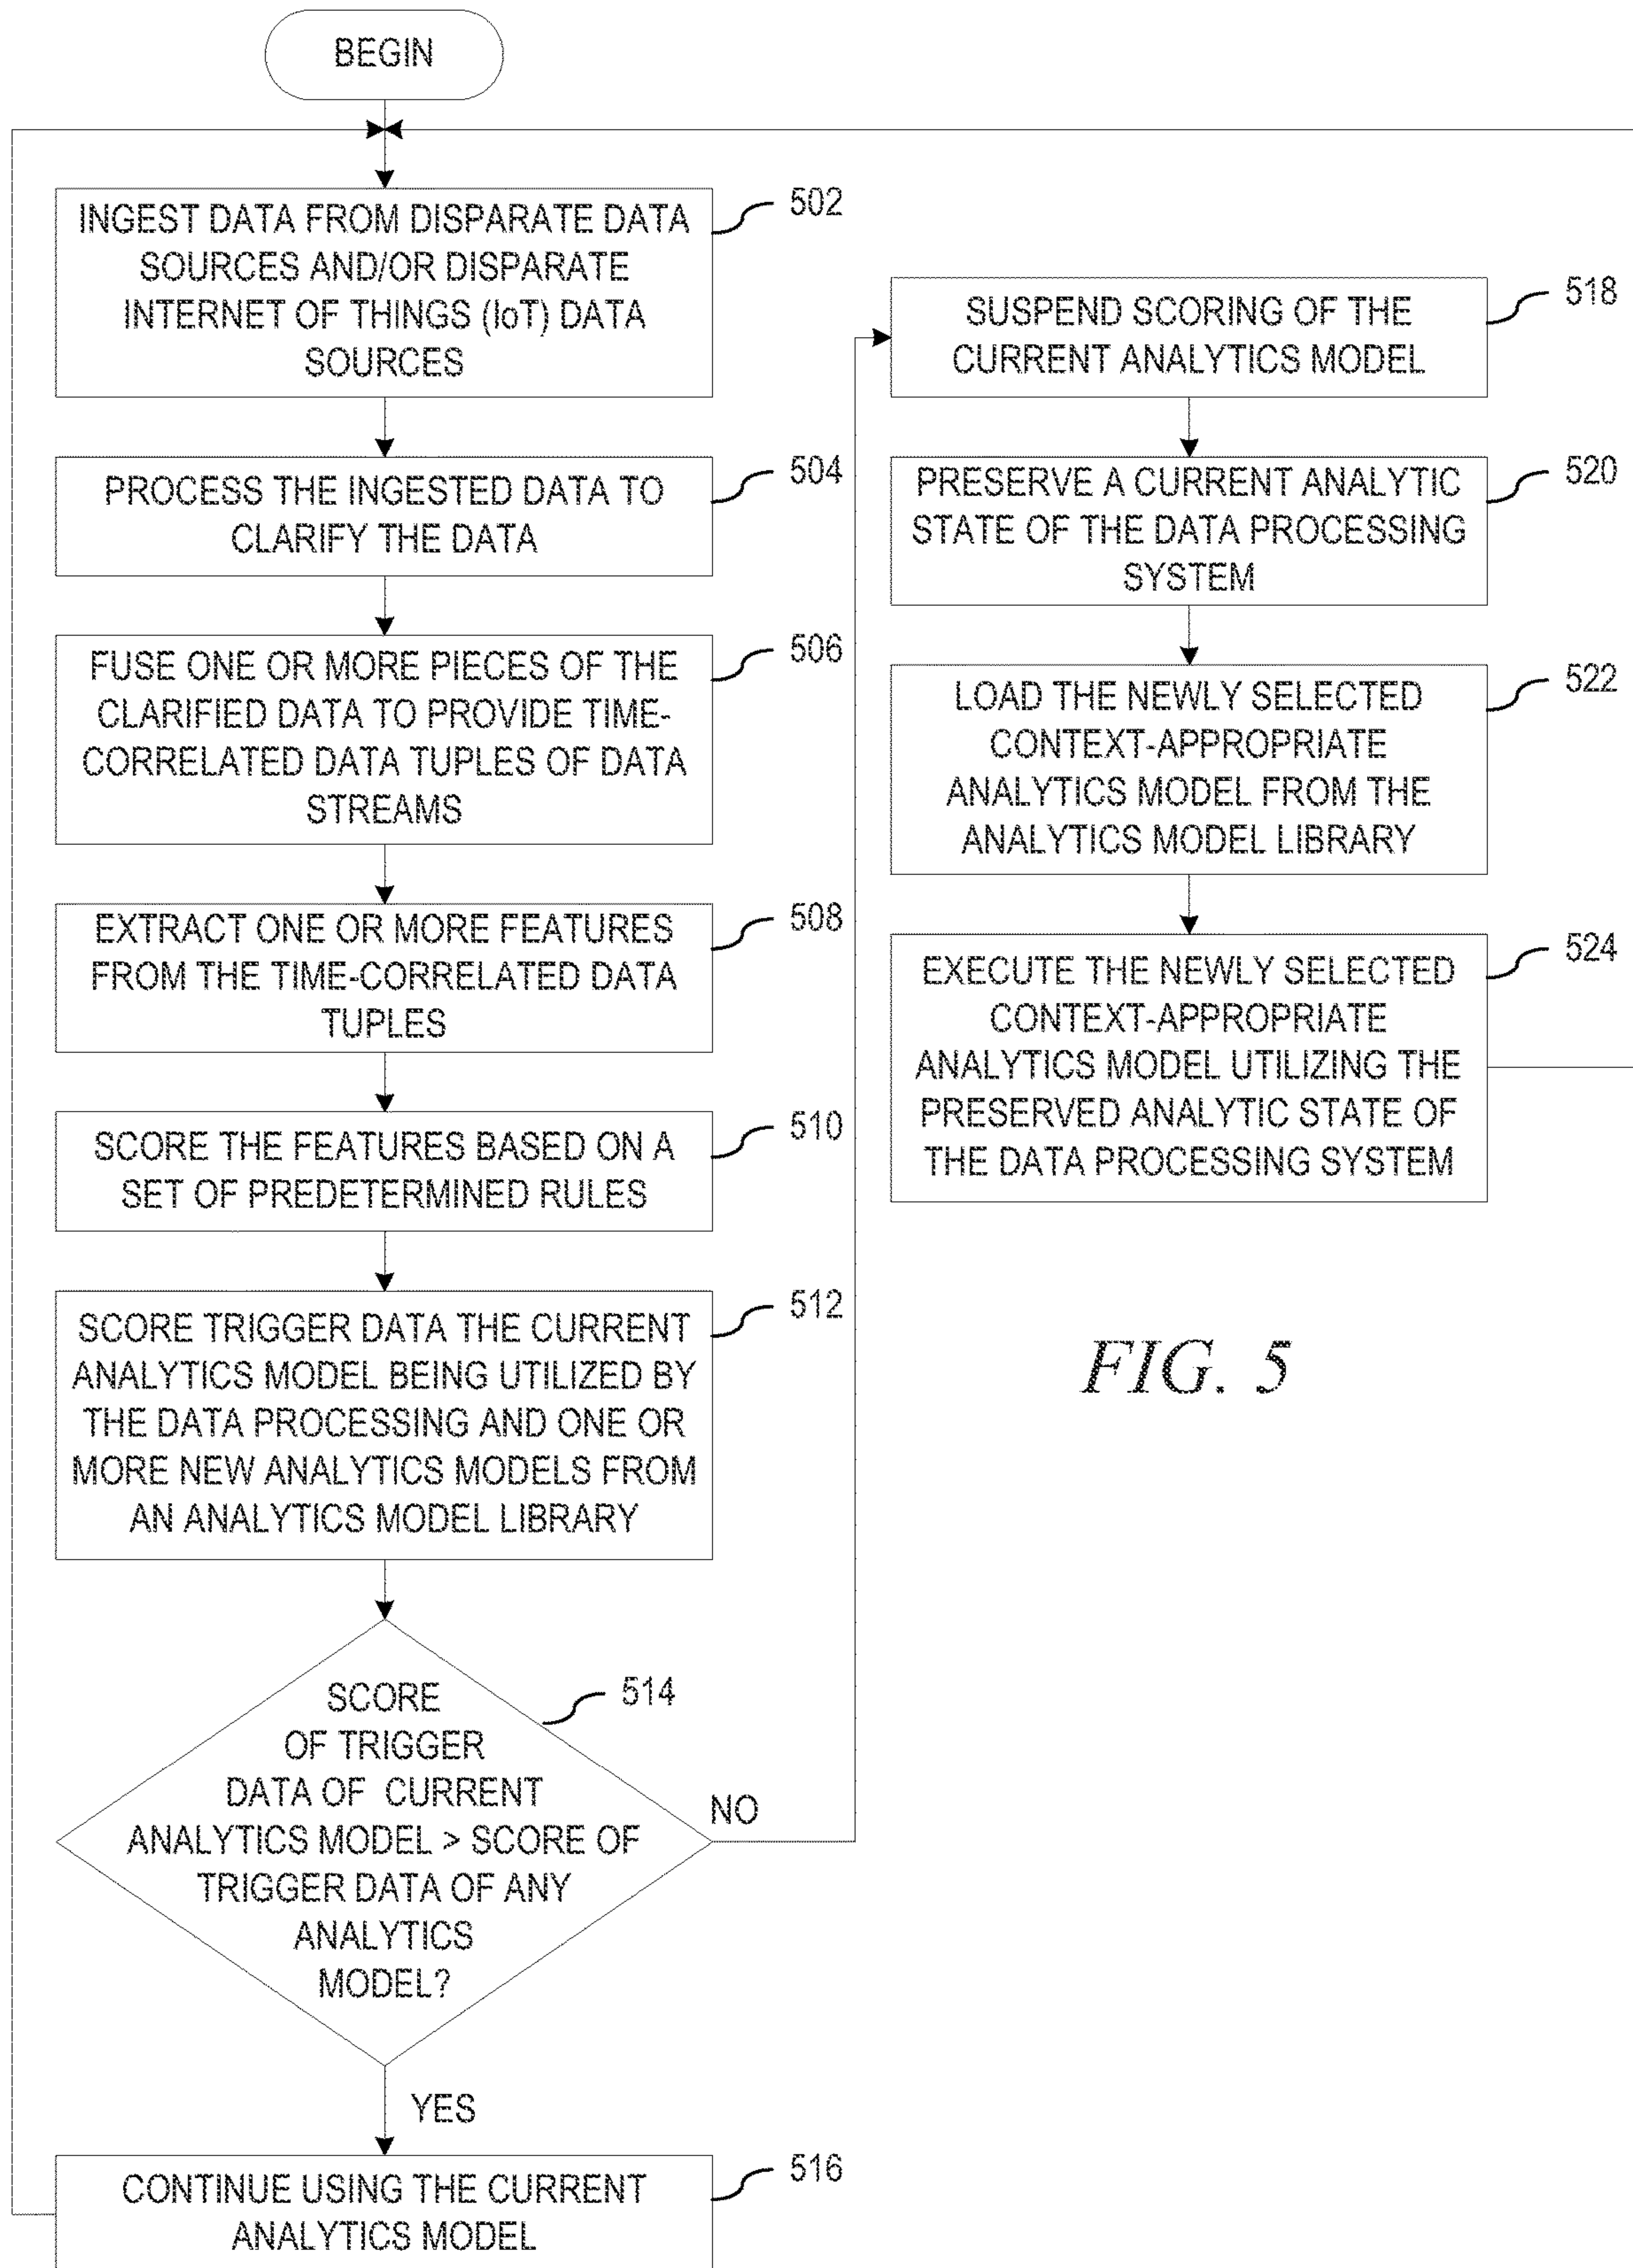 BEGIN
INGEST DATA FROM DISPARATE DATA
SOURCES AND/OR DISPARATE
INTERNET OF THINGS (IoT) DATA
SOURCES
502
PROCESS THE INGESTED DATA TO
CLARIFY THE DATA
504
FUSE ONE OR MORE PIECES OF THE
CLARIFIED DATA TO PROVIDE TIME-
CORRELATED DATA TUPLES OF DATA
STREAMS
506
EXTRACT ONE OR MORE FEATURES
FROM THE TIME-CORRELATED DATA
TUPLES
508
SCORE THE FEATURES BASED ON A
SET OF PREDETERMINED RULES
510
SCORE TRIGGER DATA THE CURRENT
ANALYTICS MODEL BEING UTILIZED BY
THE DATA PROCESSING AND ONE OR
MORE NEW ANALYTICS MODELS FROM
AN ANALYTICS MODEL LIBRARY
512
SCORE
OF TRIGGER
DATA OF CURRENT
ANALYTICS MODEL > SCORE OF
TRIGGER DATA OF ANY
ANALYTICS
MODEL?
514
NO
YES
CONTINUE USING THE CURRENT
ANALYTICS MODEL
516
SUSPEND SCORING OF THE
CURRENT ANALYTICS MODEL
518
PRESERVE A CURRENT ANALYTIC
STATE OF THE DATA PROCESSING
SYSTEM
520
LOAD THE NEWLY SELECTED
CONTEXT-APPROPRIATE
ANALYTICS MODEL FROM THE
ANALYTICS MODEL LIBRARY
522
EXECUTE THE NEWLY SELECTED
CONTEXT-APPROPRIATE
ANALYTICS MODEL UTILIZING THE
PRESERVED ANALYTIC STATE OF
THE DATA PROCESSING SYSTEM
524
FIG. 5